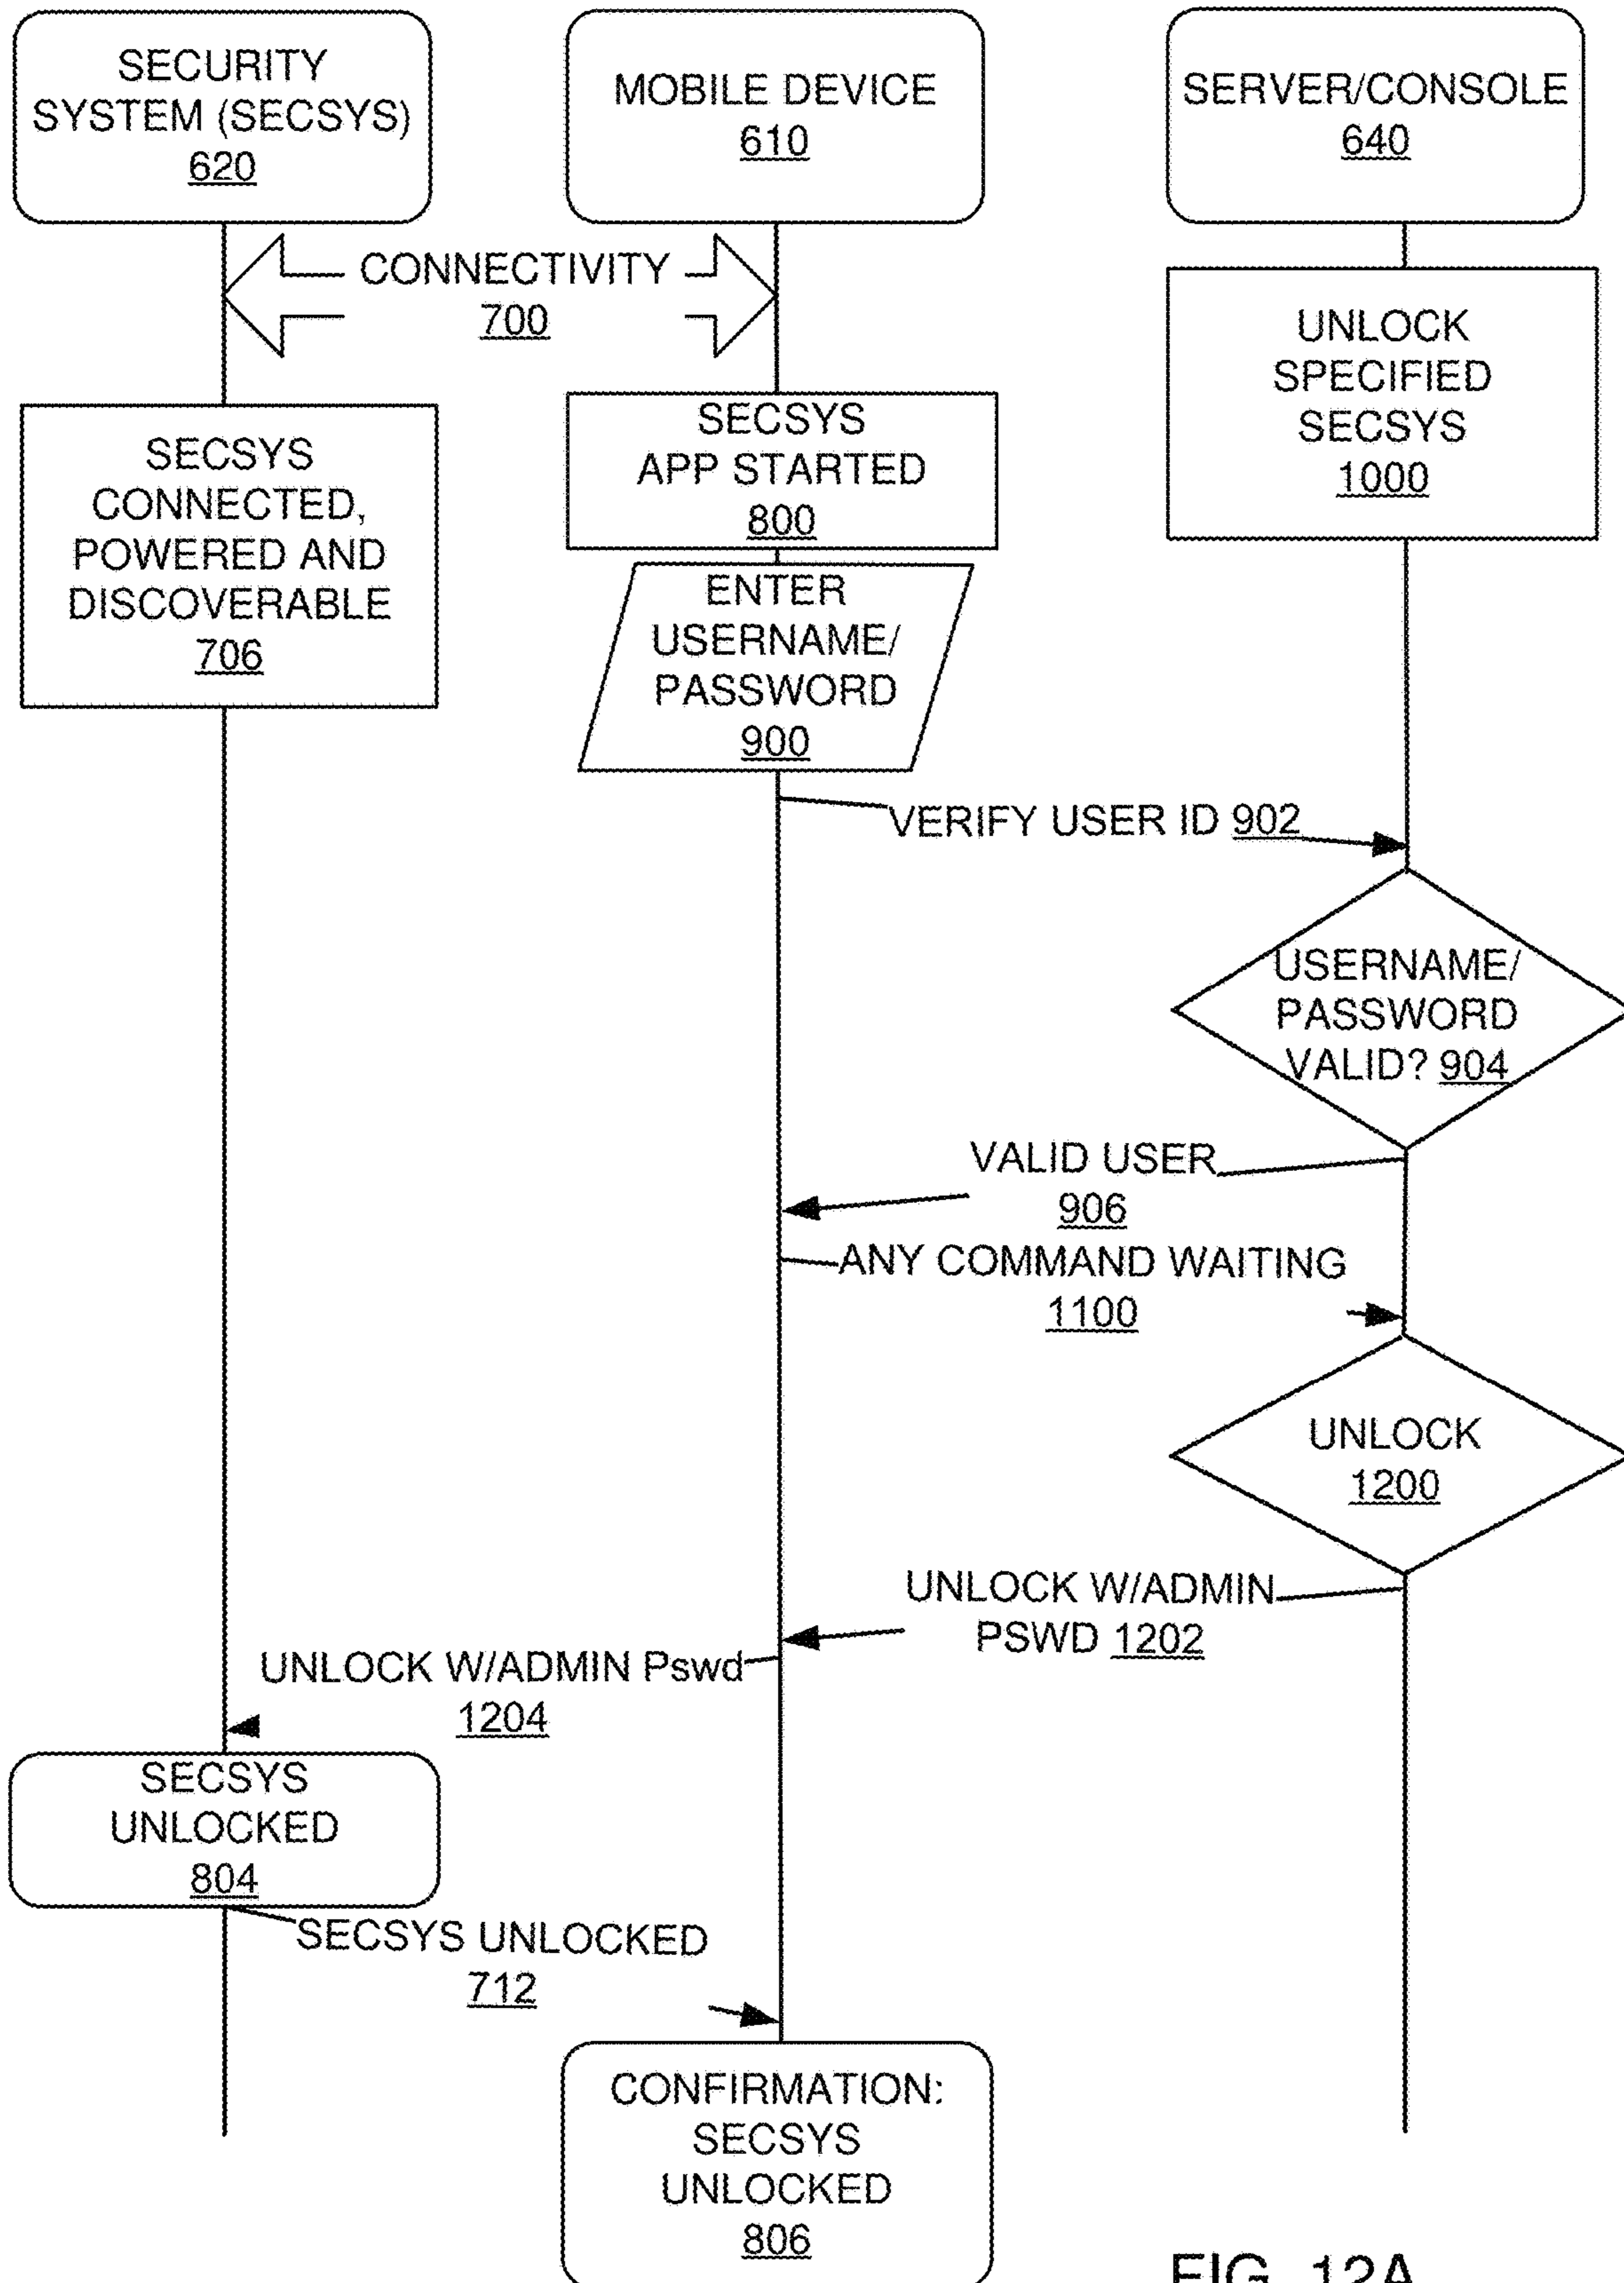 SECURITY
SYSTEM (SECSYS)
620
MOBILE DEVICE
610
SERVER/CONSOLE
640
CONNECTIVITY
700
UNLOCK
SPECIFIED
SECSYS
1000
SECSYS
CONNECTED,
POWERED AND
DISCOVERABLE
706
SECSYS
APP STARTED
800
ENTER
USERNAME/
PASSWORD
900
VERIFY USER ID 902
USERNAME/
PASSWORD
VALID? 904
VALID USER
906
ANY COMMAND WAITING
1100
UNLOCK
1200
UNLOCK W/ADMIN
PSWD 1202
UNLOCK W/ADMIN Pswd
1204
SECSYS
UNLOCKED
804
SECSYS UNLOCKED
712
CONFIRMATION:
SECSYS
UNLOCKED
806
FIG. 12A